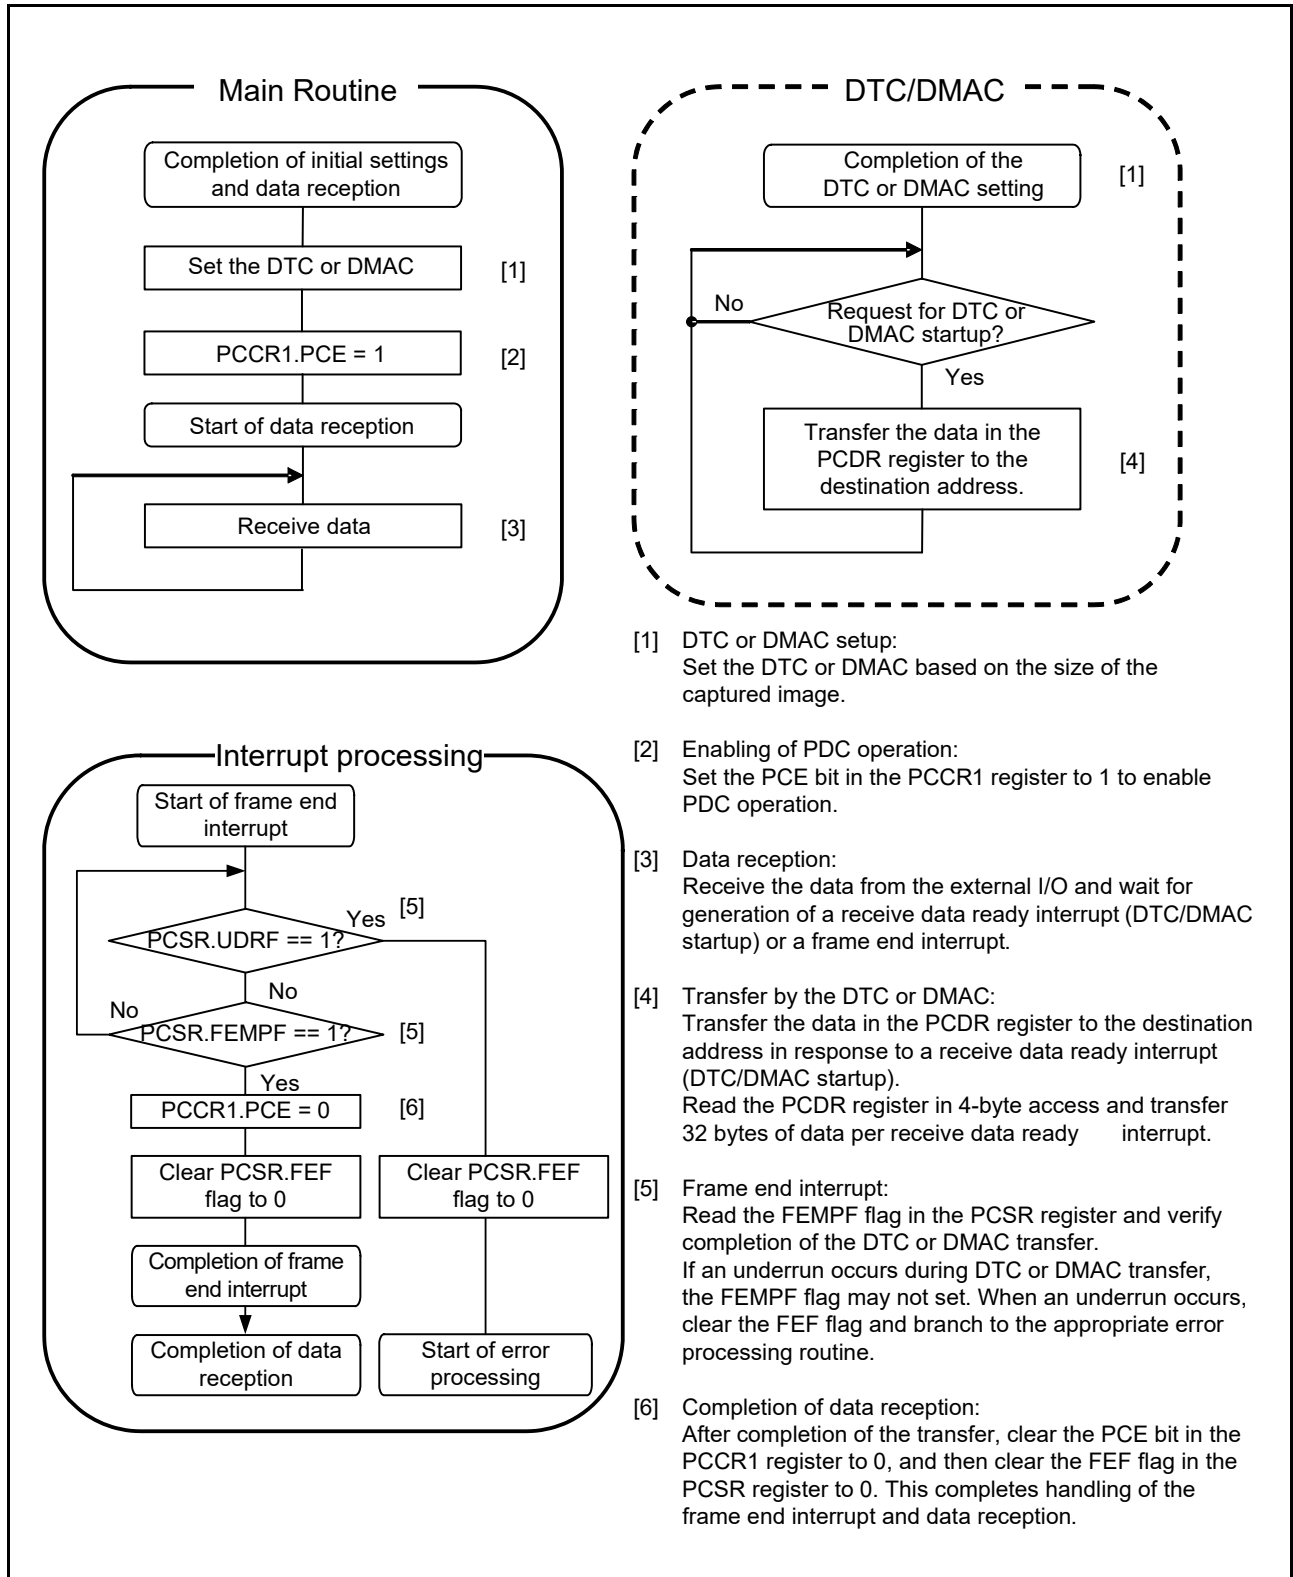 Main Routine
Completion of initial settings
and data reception
Set the DTC or DMAC
[1]
PCCR1.PCE = 1
[2]
Start of data reception
Receive data
[3]
DTC/DMAC
Completion of the
DTC or DMAC setting
[1]
No
Request for DTC or
DMAC startup?
Yes
Transfer the data in the
PCDR register to the
destination address.
[4]
Interrupt processing
Start of frame end
interrupt
Yes
[5]
PCSR.UDRF == 1?
No
No
PCSR.FEMPF == 1?
[5]
Yes
PCCR1.PCE = 0
[6]
Clear PCSR.FEF
flag to 0
Clear PCSR.FEF
flag to 0
Completion of frame
end interrupt
Completion of data
reception
Start of error
processing
[1] DTC or DMAC setup:
Set the DTC or DMAC based on the size of the
captured image.
[2] Enabling of PDC operation:
Set the PCE bit in the PCCR1 register to 1 to enable
PDC operation.
[3] Data reception:
Receive the data from the external I/O and wait for
generation of a receive data ready interrupt (DTC/DMAC
startup) or a frame end interrupt.
[4] Transfer by the DTC or DMAC:
Transfer the data in the PCDR register to the destination
address in response to a receive data ready interrupt
(DTC/DMAC startup).
Read the PCDR register in 4-byte access and transfer
32 bytes of data per receive data ready interrupt.
[5] Frame end interrupt:
Read the FEMPF flag in the PCSR register and verify
completion of the DTC or DMAC transfer.
If an underrun occurs during DTC or DMAC transfer,
the FEMPF flag may not set. When an underrun occurs,
clear the FEF flag and branch to the appropriate error
processing routine.
[6] Completion of data reception:
After completion of the transfer, clear the PCE bit in the
PCCR1 register to 0, and then clear the FEF flag in the
PCSR register to 0. This completes handling of the
frame end interrupt and data reception.